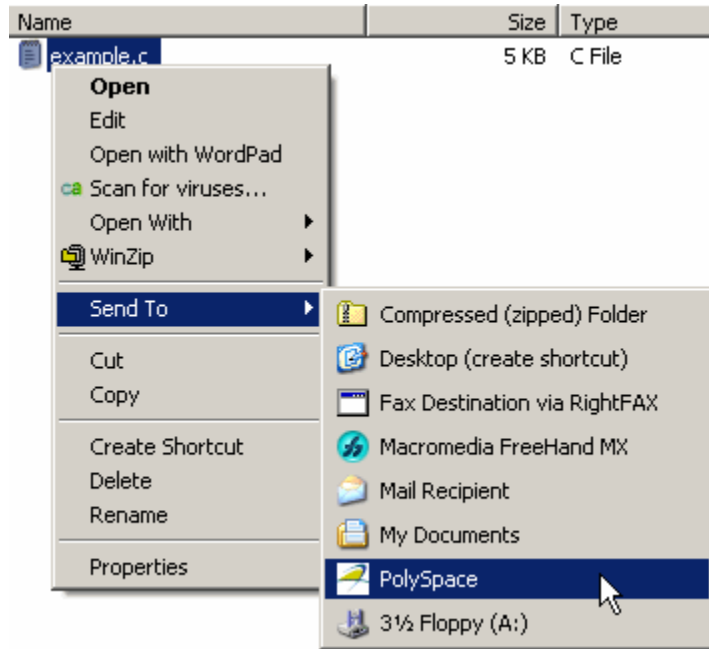 Name Size Type
example.c 5 KB C File
Open
Edit
Open with WordPad
ca Scan for viruses...
Open With
WinZip
Send To
Compressed (zipped) Folder
Desktop (create shortcut)
Fax Destination via RightFAX
Macromedia FreeHand MX
Mail Recipient
My Documents
PolySpace
3½ Floppy (A:)
Cut
Copy
Create Shortcut
Delete
Rename
Properties